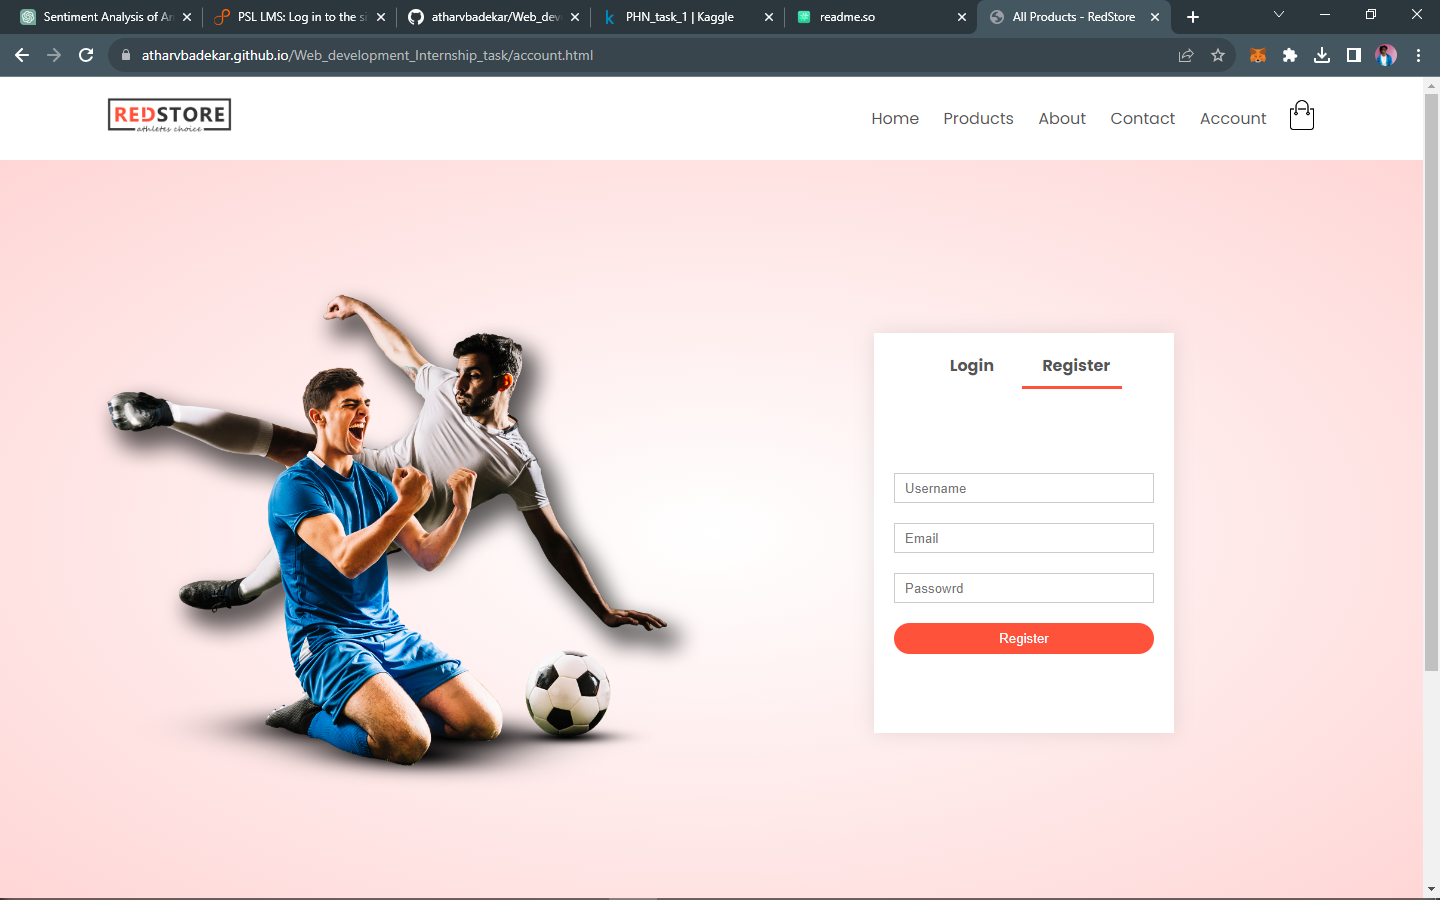 Sentiment Analysis of Am
PSL LMS: Log in to the si
atharvbadekar/Web_dev
PHN_task_1 | Kaggle
readme.so
All Products - RedStore
atharvbadekar.github.io/Web_development_Internship_task/account.html
REDSTORE
athletes choice
Home
Products
About
Contact
Account
Login
Register
Username
Email
Passowrd
Register